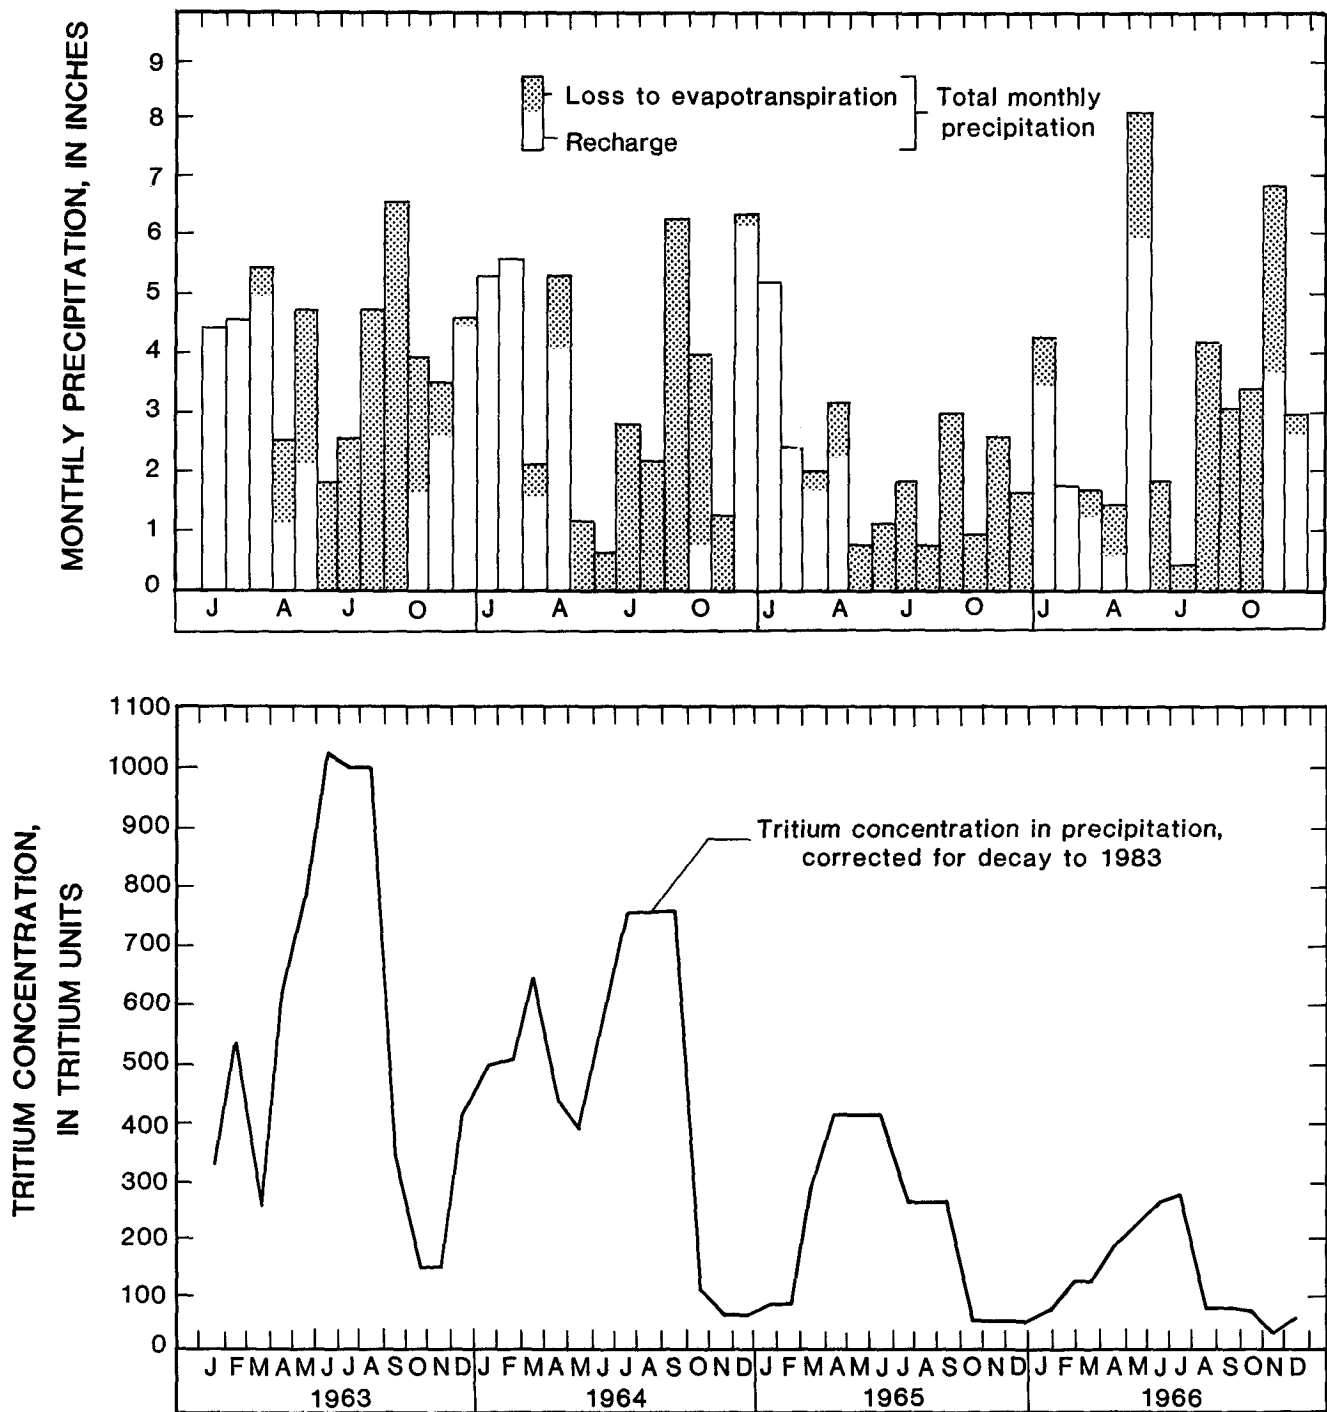 MONTHLY PRECIPITATION, IN INCHES
9
8
7
6
5
4
3
2
1
0
Loss to evapotranspiration
Recharge
Total monthly
precipitation
J A J O J A J O J A J O J A J O
TRITIUM CONCENTRATION,
IN TRITIUM UNITS
1100
1000
900
800
700
600
500
400
300
200
100
0
Tritium concentration in precipitation,
corrected for decay to 1983
J F M A M J J A S O N D J F M A M J J A S O N D J F M A M J J A S O N D J F M A M J J A S O N D
1963 1964 1965 1966